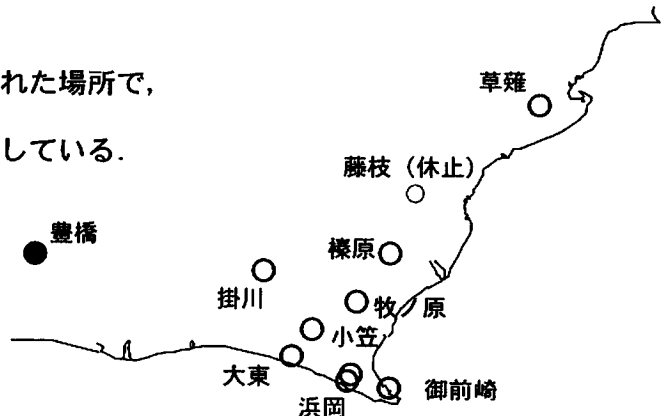 れた場所で，
している．
草薙
藤枝（休止）
豊橋
榛原
掛川
牧ノ原
小笠
大東
御前崎
浜岡